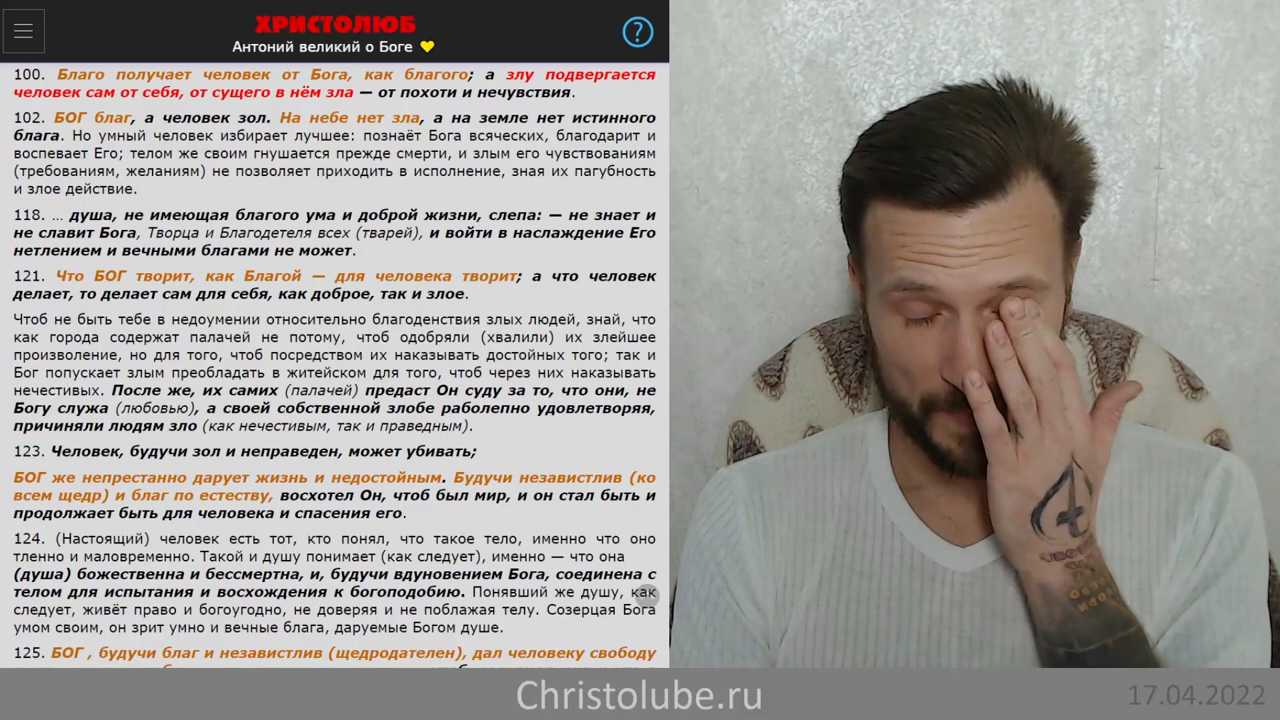 ХРИСТОЛЮБ
Антоний великий о Боге 💛
?
100. Благо получает человек от Бога, как благого; а злу подвергается
человек сам от себя, от сущего в нём зла — от похоти и нечувствия.
102. БОГ благ, а человек зол. На небе нет зла, а на земле нет истинного
блага. Но умный человек избирает лучшее: познаёт Бога всяческих, благодарит и
воспевает Его; телом же своим гнушается прежде смерти, и злым его чувствованиям
(требованиям, желаниям) не позволяет приходить в исполнение, зная их пагубность
и злое действие.
118. ... душа, не имеющая благого ума и доброй жизни, слепа: — не знает и
не славит Бога, Творца и Благодетеля всех (тварей), и войти в наслаждение Его
нетлением и вечными благами не может.
121. Что БОГ творит, как Благой — для человека творит; а что человек
делает, то делает сам для себя, как доброе, так и злое.
Чтоб не быть тебе в недоумении относительно благоденствия злых людей, знай, что
как города содержат палачей не потому, чтоб одобряли (хвалили) их злейшее
произволение, но для того, чтоб посредством их наказывать достойных того; так и
Бог попускает злым преобладать в житейском для того, чтоб через них наказывать
нечестивых. После же, их самих (палачей) предаст Он суду за то, что они, не
Богу служа (любовью), а своей собственной злобе раболепно удовлетворяя,
причиняли людям зло (как нечестивым, так и праведным).
123. Человек, будучи зол и неправеден, может убивать;
БОГ же непрестанно дарует жизнь и недостойным. Будучи независтлив (ко
всем щедр) и благ по естеству, восхотел Он, чтоб был мир, и он стал быть и
продолжает быть для человека и спасения его.
124. (Настоящий) человек есть тот, кто понял, что такое тело, именно что оно
тленно и маловременно. Такой и душу понимает (как следует), именно — что она
(душа) божественна и бессмертна, и, будучи вдуновением Бога, соединена с
телом для испытания и восхождения к богоподобию. Понявший же душу, как
следует, живёт право и богоугодно, не доверяя и не поблажая телу. Созерцая Бога
умом своим, он зрит умно и вечные блага, даруемые Богом душе.
125. БОГ , будучи благ и независтлив (щедродателен), дал человеку свободу
Christolube.ru
17.04.2022